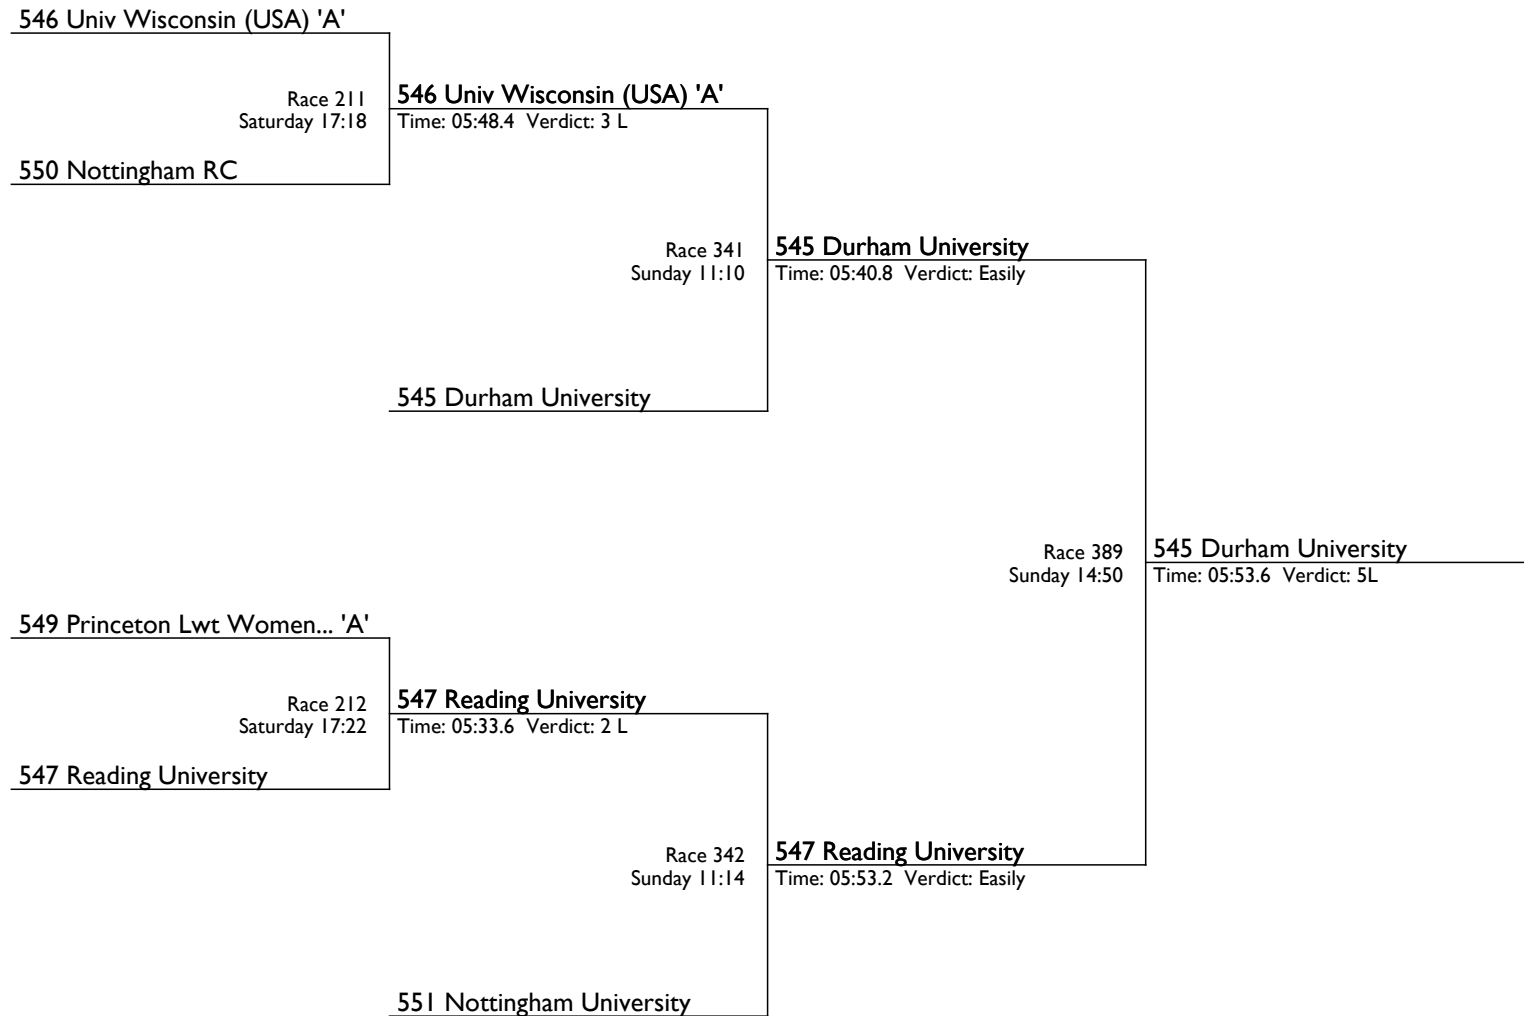 546 Univ Wisconsin (USA) 'A'
Race 211
Saturday 17:18
546 Univ Wisconsin (USA) 'A'
Time: 05:48.4 Verdict: 3 L
550 Nottingham RC
Race 341
Sunday 11:10
545 Durham University
Time: 05:40.8 Verdict: Easily
545 Durham University
Race 389
Sunday 14:50
545 Durham University
Time: 05:53.6 Verdict: 5L
549 Princeton Lwt Women... 'A'
Race 212
Saturday 17:22
547 Reading University
Time: 05:33.6 Verdict: 2 L
547 Reading University
Race 342
Sunday 11:14
547 Reading University
Time: 05:53.2 Verdict: Easily
551 Nottingham University